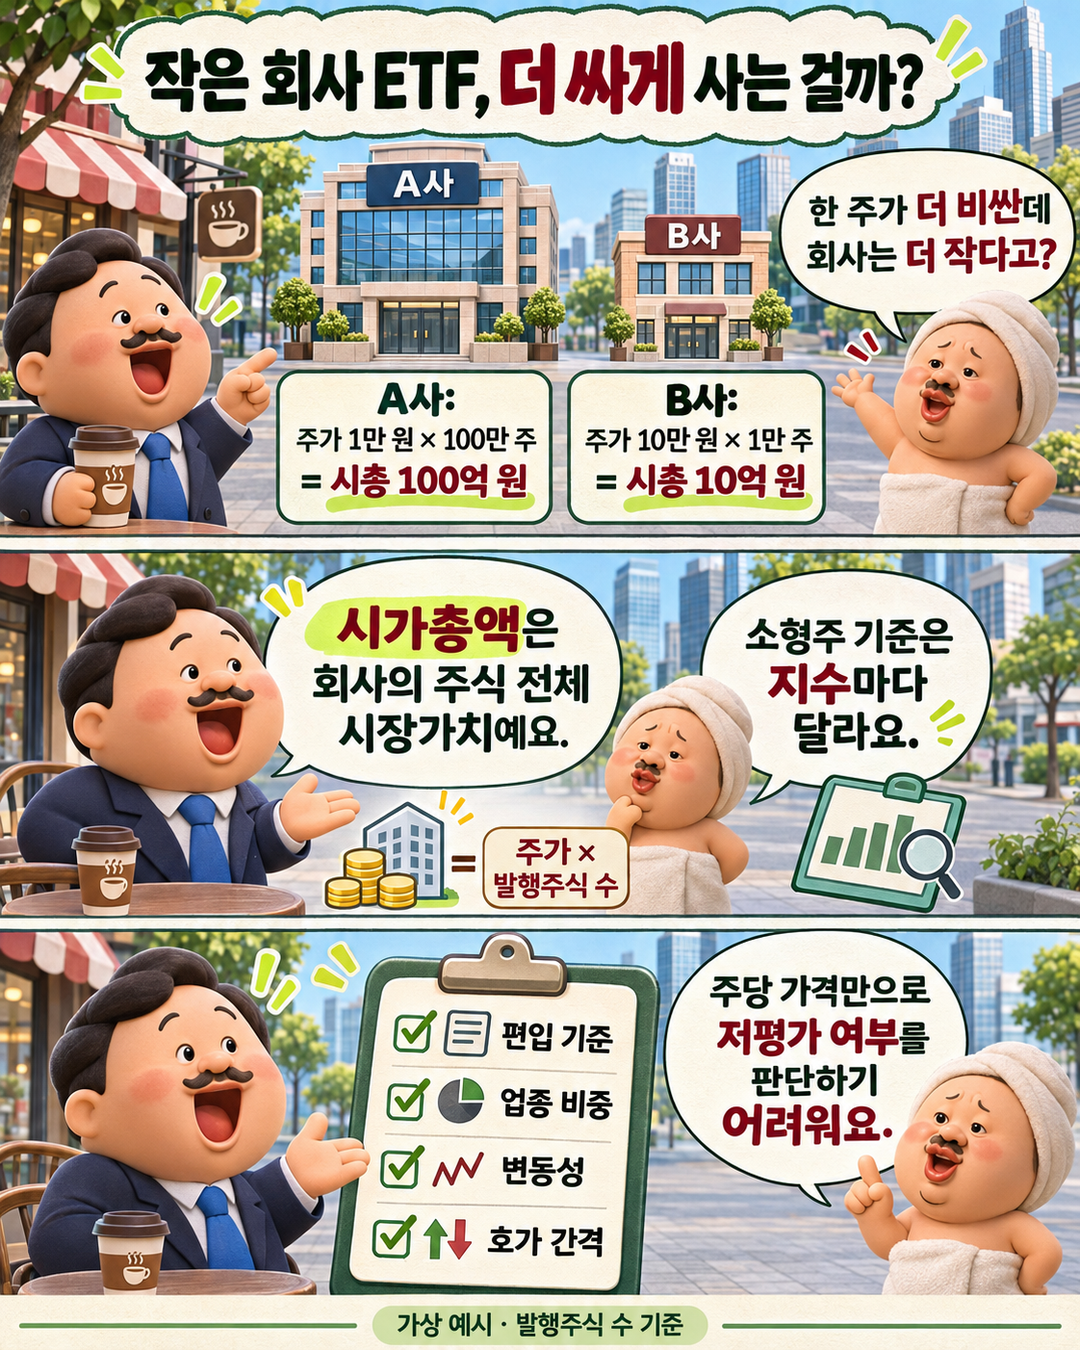 작은 회사 ETF, 더 싸게 사는 걸까?
A사
B사
한 주가 더 비싼데
회사는 더 작다고?
A사:
주가 1만 원 × 100만 주
= 시총 100억 원
B사:
주가 10만 원 × 1만 주
= 시총 10억 원
시가총액은
회사의 주식 전체
시장가치예요.
소형주 기준은
지수마다
달라요.
=
주가 ×
발행주식 수
편입 기준
업종 비중
변동성
호가 간격
주당 가격만으로
저평가 여부를
판단하기
어려워요.
가상 예시 · 발행주식 수 기준